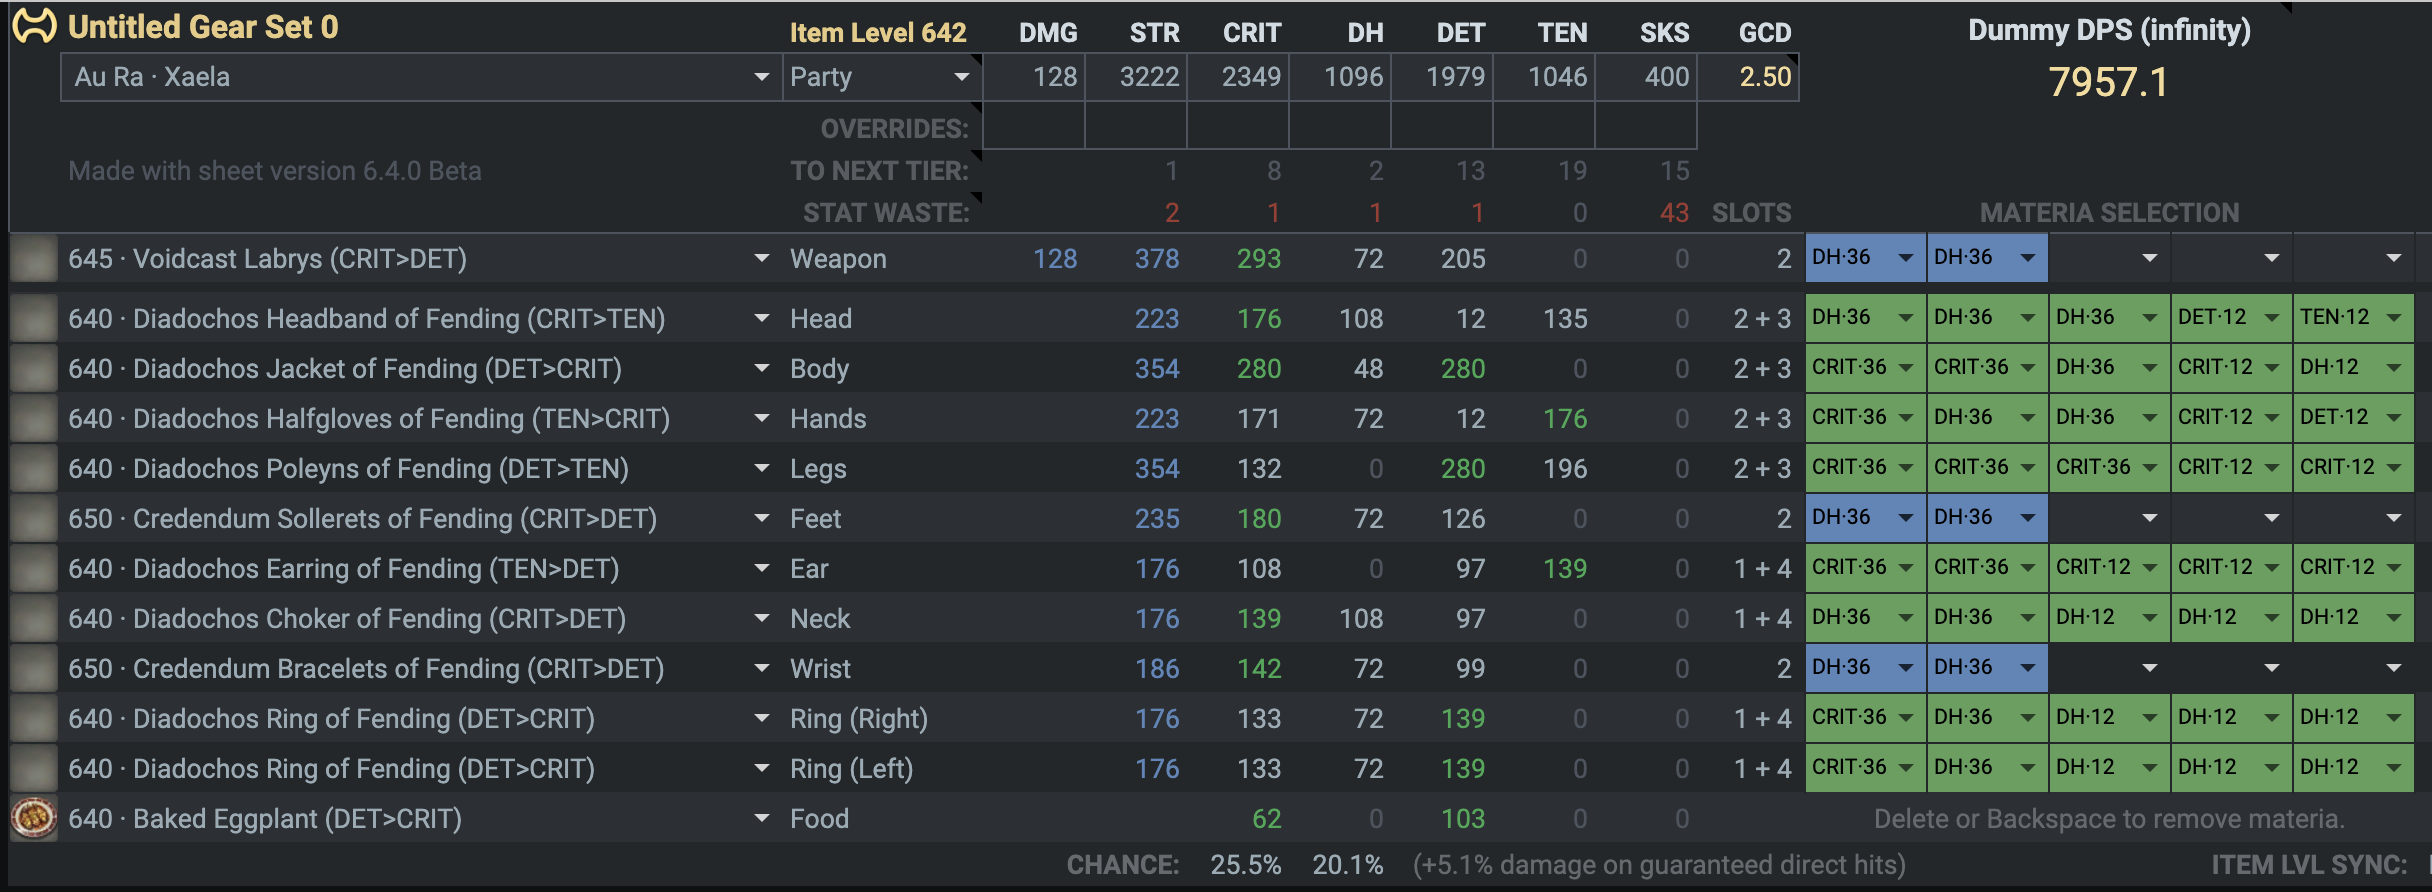 Untitled Gear Set 0 Item Level 642 DMG STR CRIT DH DET TEN SKS GCD Dummy DPS (infinity)
Au Ra · Xaela Party 128 3222 2349 1096 1979 1046 400 2.50 7957.1
OVERRIDES:
Made with sheet version 6.4.0 Beta TO NEXT TIER: 1 8 2 13 19 15
STAT WASTE: 2 1 1 1 0 43 SLOTS MATERIA SELECTION
645 · Voidcast Labrys (CRIT>DET) Weapon 128 378 293 72 205 0 0 2 DH·36 DH·36
640 · Diadochos Headband of Fending (CRIT>TEN) Head 223 176 108 12 135 0 2 + 3 DH·36 DH·36 DH·36 DET·12 TEN·12
640 · Diadochos Jacket of Fending (DET>CRIT) Body 354 280 48 280 0 0 2 + 3 CRIT·36 CRIT·36 DH·36 CRIT·12 DH·12
640 · Diadochos Halfgloves of Fending (TEN>CRIT) Hands 223 171 72 12 176 0 2 + 3 CRIT·36 DH·36 DH·36 CRIT·12 DET·12
640 · Diadochos Poleyns of Fending (DET>TEN) Legs 354 132 0 280 196 0 2 + 3 CRIT·36 CRIT·36 CRIT·36 CRIT·12 CRIT·12
650 · Credendum Sollerets of Fending (CRIT>DET) Feet 235 180 72 126 0 0 2 DH·36 DH·36
640 · Diadochos Earring of Fending (TEN>DET) Ear 176 108 0 97 139 0 1 + 4 CRIT·36 CRIT·36 CRIT·12 CRIT·12 CRIT·12
640 · Diadochos Choker of Fending (CRIT>DET) Neck 176 139 108 97 0 0 1 + 4 DH·36 DH·36 DH·12 DH·12 DH·12
650 · Credendum Bracelets of Fending (CRIT>DET) Wrist 186 142 72 99 0 0 2 DH·36 DH·36
640 · Diadochos Ring of Fending (DET>CRIT) Ring (Right) 176 133 72 139 0 0 1 + 4 CRIT·36 DH·36 DH·12 DH·12 DH·12
640 · Diadochos Ring of Fending (DET>CRIT) Ring (Left) 176 133 72 139 0 0 1 + 4 CRIT·36 DH·36 DH·12 DH·12 DH·12
640 · Baked Eggplant (DET>CRIT) Food 62 0 103 0 0 Delete or Backspace to remove materia.
CHANCE: 25.5% 20.1% (+5.1% damage on guaranteed direct hits) ITEM LVL SYNC: